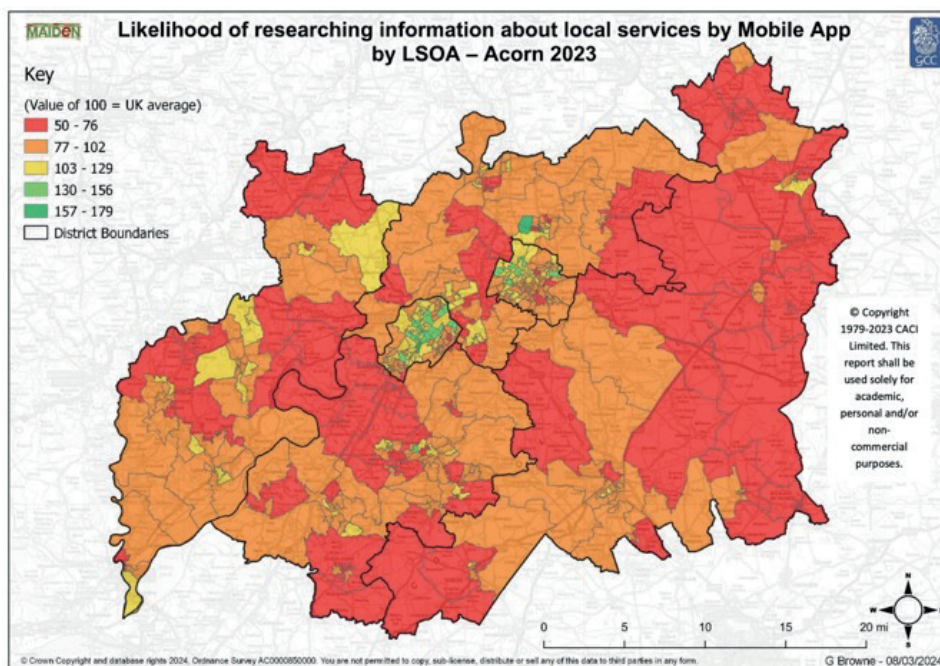 MAIDEN
Likelihood of researching information about local services by Mobile App
by LSOA – Acorn 2023
GCC
Key
(Value of 100 = UK average)
50 - 76
77 - 102
103 - 129
130 - 156
157 - 179
District Boundaries
© Copyright
1979-2023 CACI
Limited. This
report shall be
used solely for
academic,
personal and/or
non-
commercial
purposes.
N
W
S
0 5 10 15 20 mi
© Crown Copyright and database rights 2024, Ordnance Survey AC0000850000. You are not permitted to copy, sub-license, distribute or sell any of this data to third parties in any form.
G Browne - 08/03/202